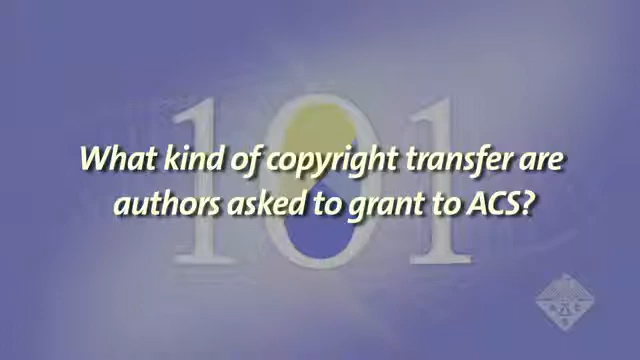 101
What kind of copyright transfer are
authors asked to grant to ACS?